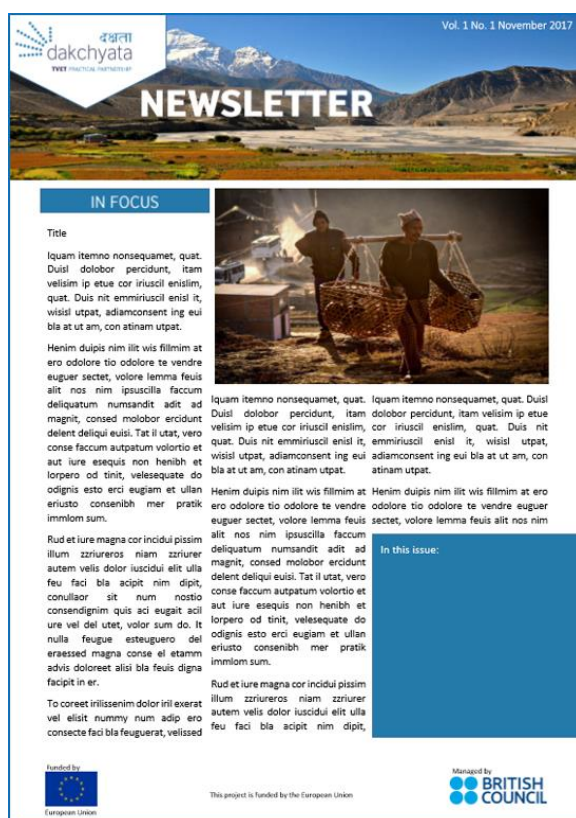 दक्षता
dakchyata
TVET PRACTICAL PARTNERSHIP
Vol. 1 No. 1 November 2017
NEWSLETTER
IN FOCUS
Title
Iquam itemno nonsequamet, quat.
Duisl dolobor percidunt, itam
velisim ip etue cor iriuscil enislim,
quat. Duis nit emmiriuscil enisl it,
wisisl utpat, adiamconsent ing eui
bla at ut am, con atinam utpat.
Henim duipis nim ilit wis fillmim at
ero odolore tio odolore te vendre
euguer sectet, volore lemma feuis
alit nos nim ipsuscilla faccum
deliquatum numsandit adit ad
magnit, consed molobor ercidunt
delent deliqui euisi. Tat il utat, vero
conse faccum autpatum volortio et
aut iure esequis non henibh et
lorpero od tinit, velesequate do
odignis esto erci eugiam et ullan
eriusto consenibh mer pratik
immlom sum.
Rud et iure magna cor incidui pissim
illum zzriureros niam zzriurer
autem velis dolor iuscidui elit ulla
feu faci bla acipit nim dipit,
conullaor sit num nostio
consendignim quis aci eugait acil
ure vel del utet, volor sum do. It
nulla feugue esteuguero del
eraessed magna conse el etamm
advis doloreet alisi bla feuis digna
facipit in er.
To coreet irilissenim dolor iril exerat
vel elisit nummy num adip ero
consecte faci bla feuguerat, velissed
Iquam itemno nonsequamet, quat.
Duisl dolobor percidunt, itam
velisim ip etue cor iriuscil enislim,
quat. Duis nit emmiriuscil enisl it,
wisisl utpat, adiamconsent ing eui
bla at ut am, con atinam utpat.
Henim duipis nim ilit wis fillmim at
ero odolore tio odolore te vendre
euguer sectet, volore lemma feuis
alit nos nim ipsuscilla faccum
deliquatum numsandit adit ad
magnit, consed molobor ercidunt
delent deliqui euisi. Tat il utat, vero
conse faccum autpatum volortio et
aut iure esequis non henibh et
lorpero od tinit, velesequate do
odignis esto erci eugiam et ullan
eriusto consenibh mer pratik
immlom sum.
Rud et iure magna cor incidui pissim
illum zzriureros niam zzriurer
autem velis dolor iuscidui elit ulla
feu faci bla acipit nim dipit,
Iquam itemno nonsequamet, quat.
Duisl dolobor percidunt, itam
velisim ip etue cor iriuscil enislim, quat. Duis nit
emmiriuscil enisl it, wisisl utpat,
adiamconsent ing eui bla at ut am, con
atinam utpat.
Henim duipis nim ilit wis fillmim at ero
odolore tio odolore te vendre euguer
sectet, volore lemma feuis alit nos nim
In this issue:
Funded by
European Union
This project is funded by the European Union
Managed by
BRITISH
COUNCIL